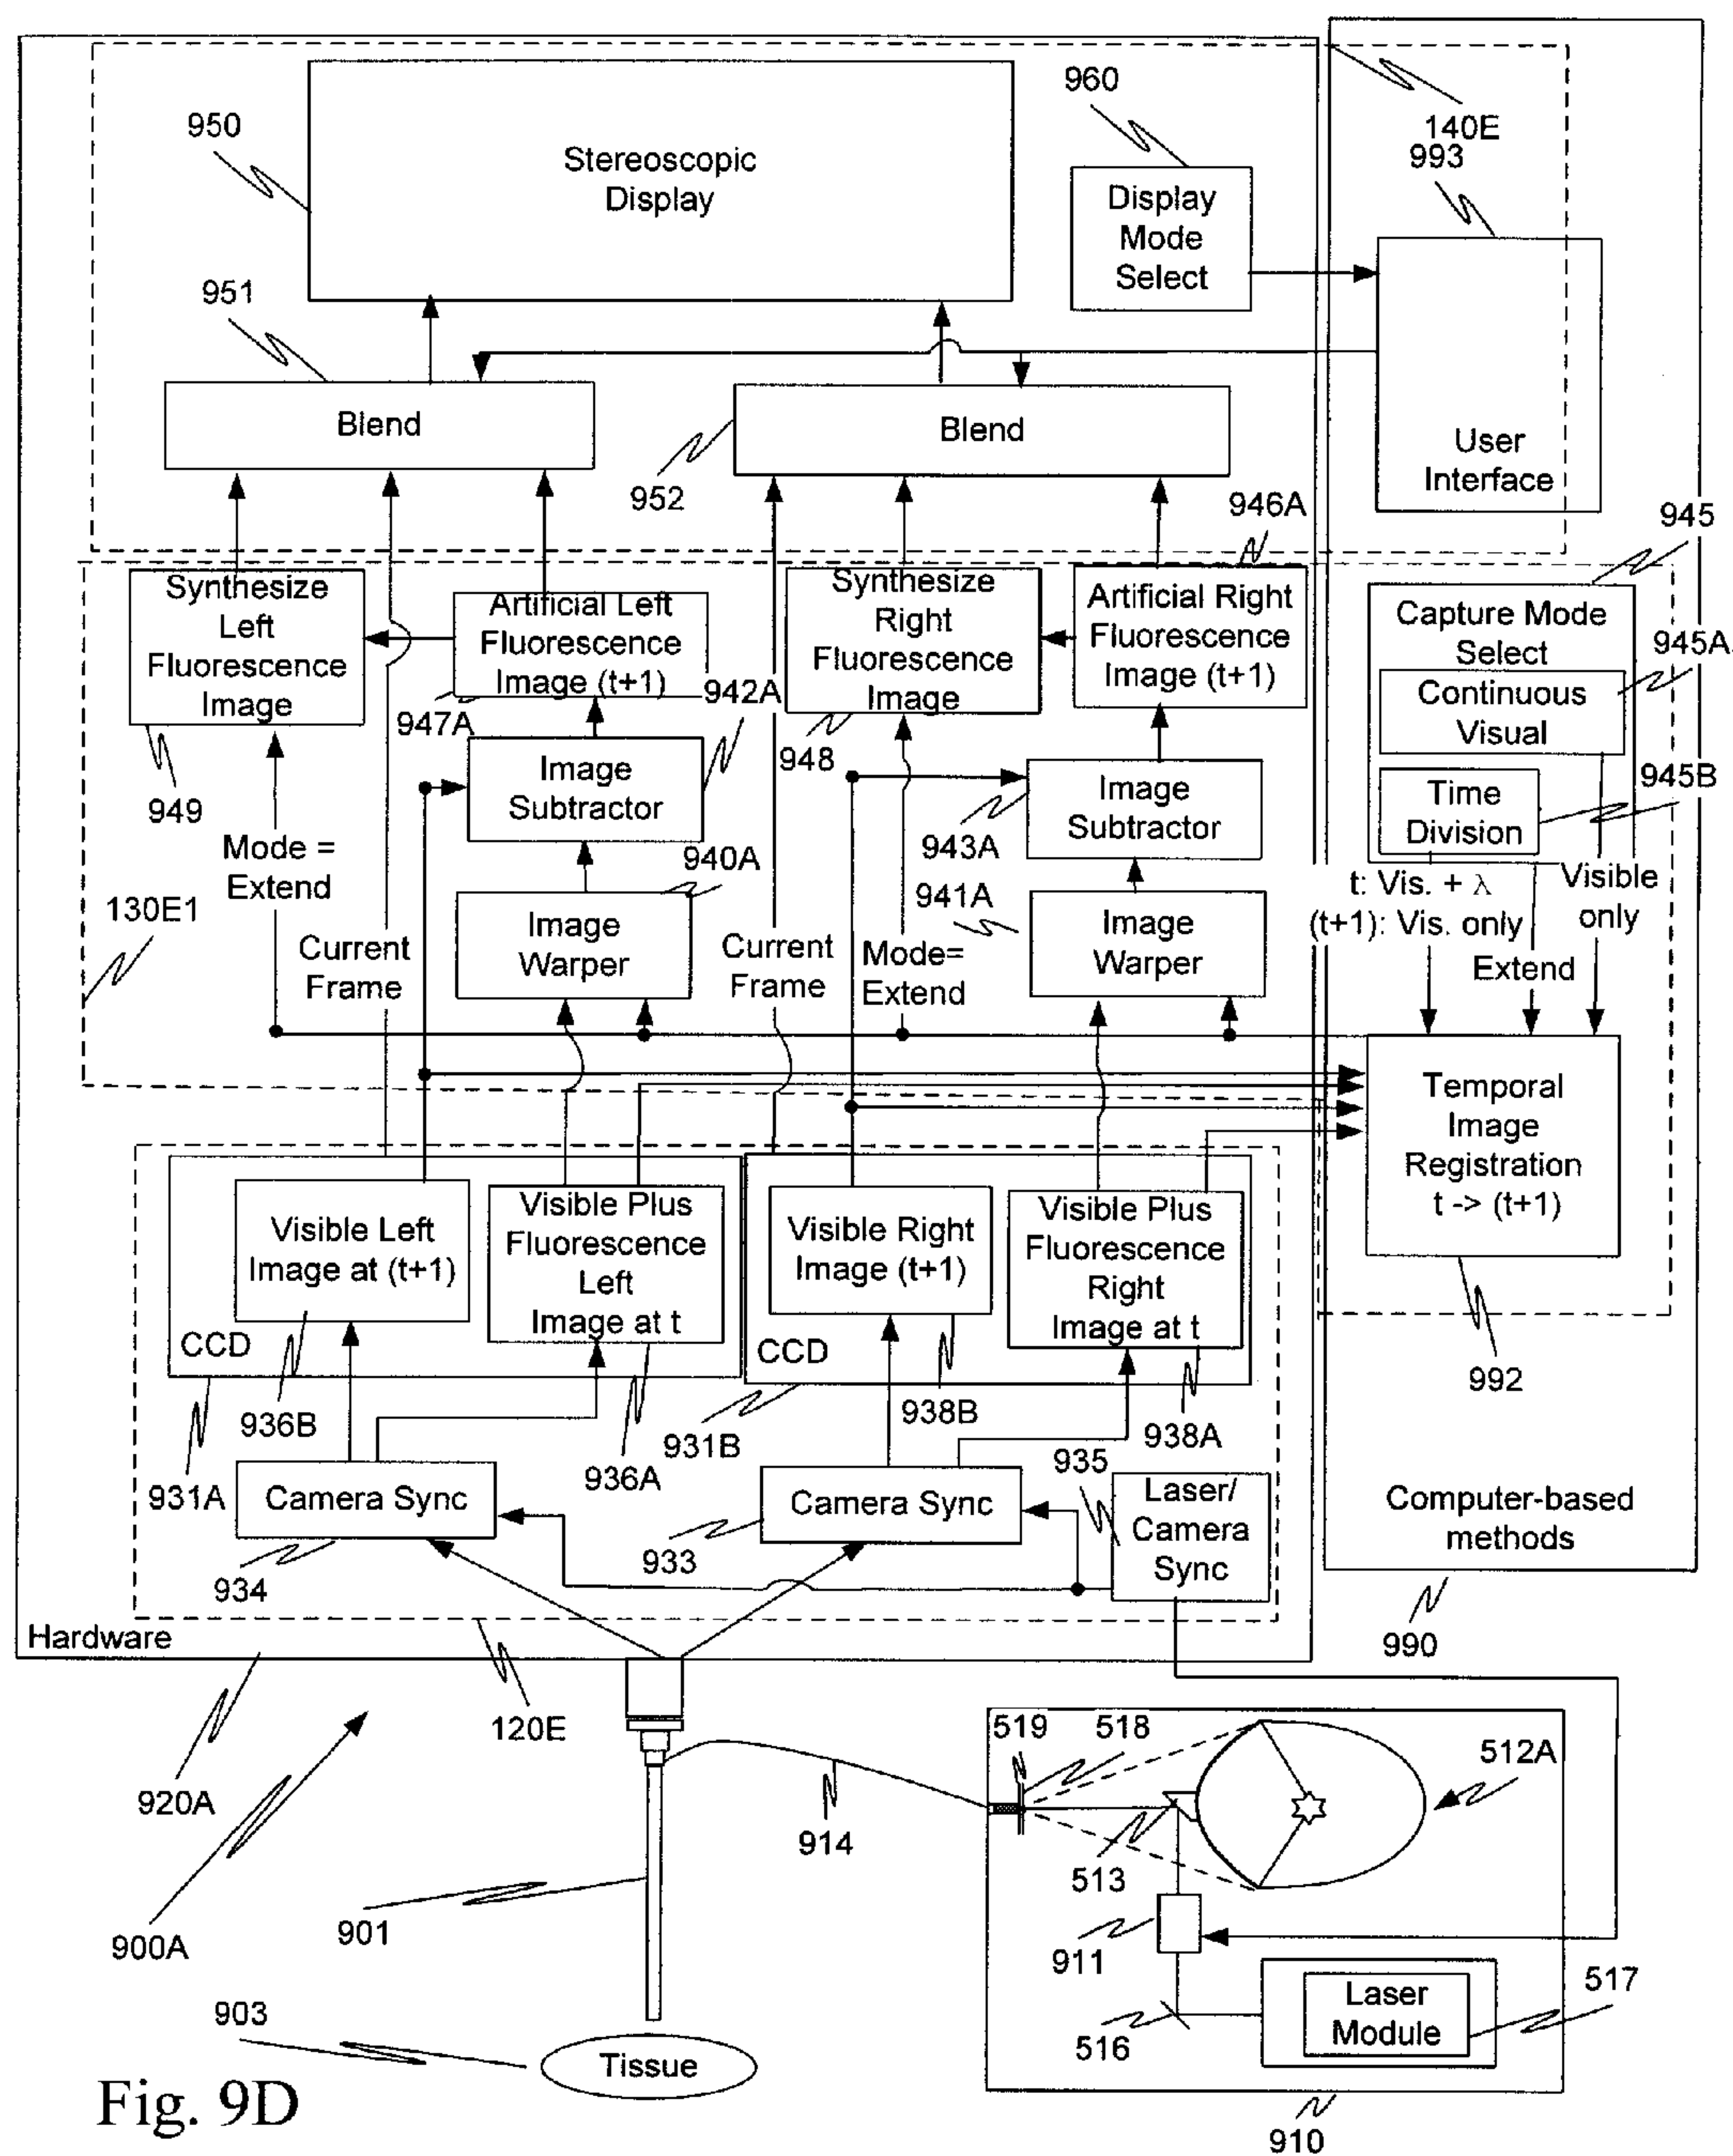 950
Stereoscopic
Display
960
Display
Mode
Select
140E
993
User
Interface
951
Blend
952
Blend
946A
945
Synthesize
Left
Fluorescence
Image
949
Artificial Left
Fluorescence
Image (t+1)
947A
942A
Image
Subtractor
940A
Image
Warper
Synthesize
Right
Fluorescence
Image
948
Artificial Right
Fluorescence
Image (t+1)
Image
Subtractor
943A
941A
Image
Warper
Capture Mode
Select
945A
Continuous
Visual
945B
Time
Division
t: Vis. + λ
(t+1): Vis. only
Extend
Visible
only
Mode =
Extend
130E1
Current
Frame
Current
Frame
Mode=
Extend
Temporal
Image
Registration
t -> (t+1)
992
Visible Left
Image at (t+1)
Visible Plus
Fluorescence
Left
Image at t
CCD
936B
931A
936A
Visible Right
Image (t+1)
Visible Plus
Fluorescence
Right
Image at t
CCD
931B
938B
938A
935
Camera Sync
934
Camera Sync
933
Laser/
Camera
Sync
Computer-based
methods
990
Hardware
120E
920A
900A
901
903
Tissue
914
519
518
512A
513
911
516
Laser
Module
517
910
Fig. 9D